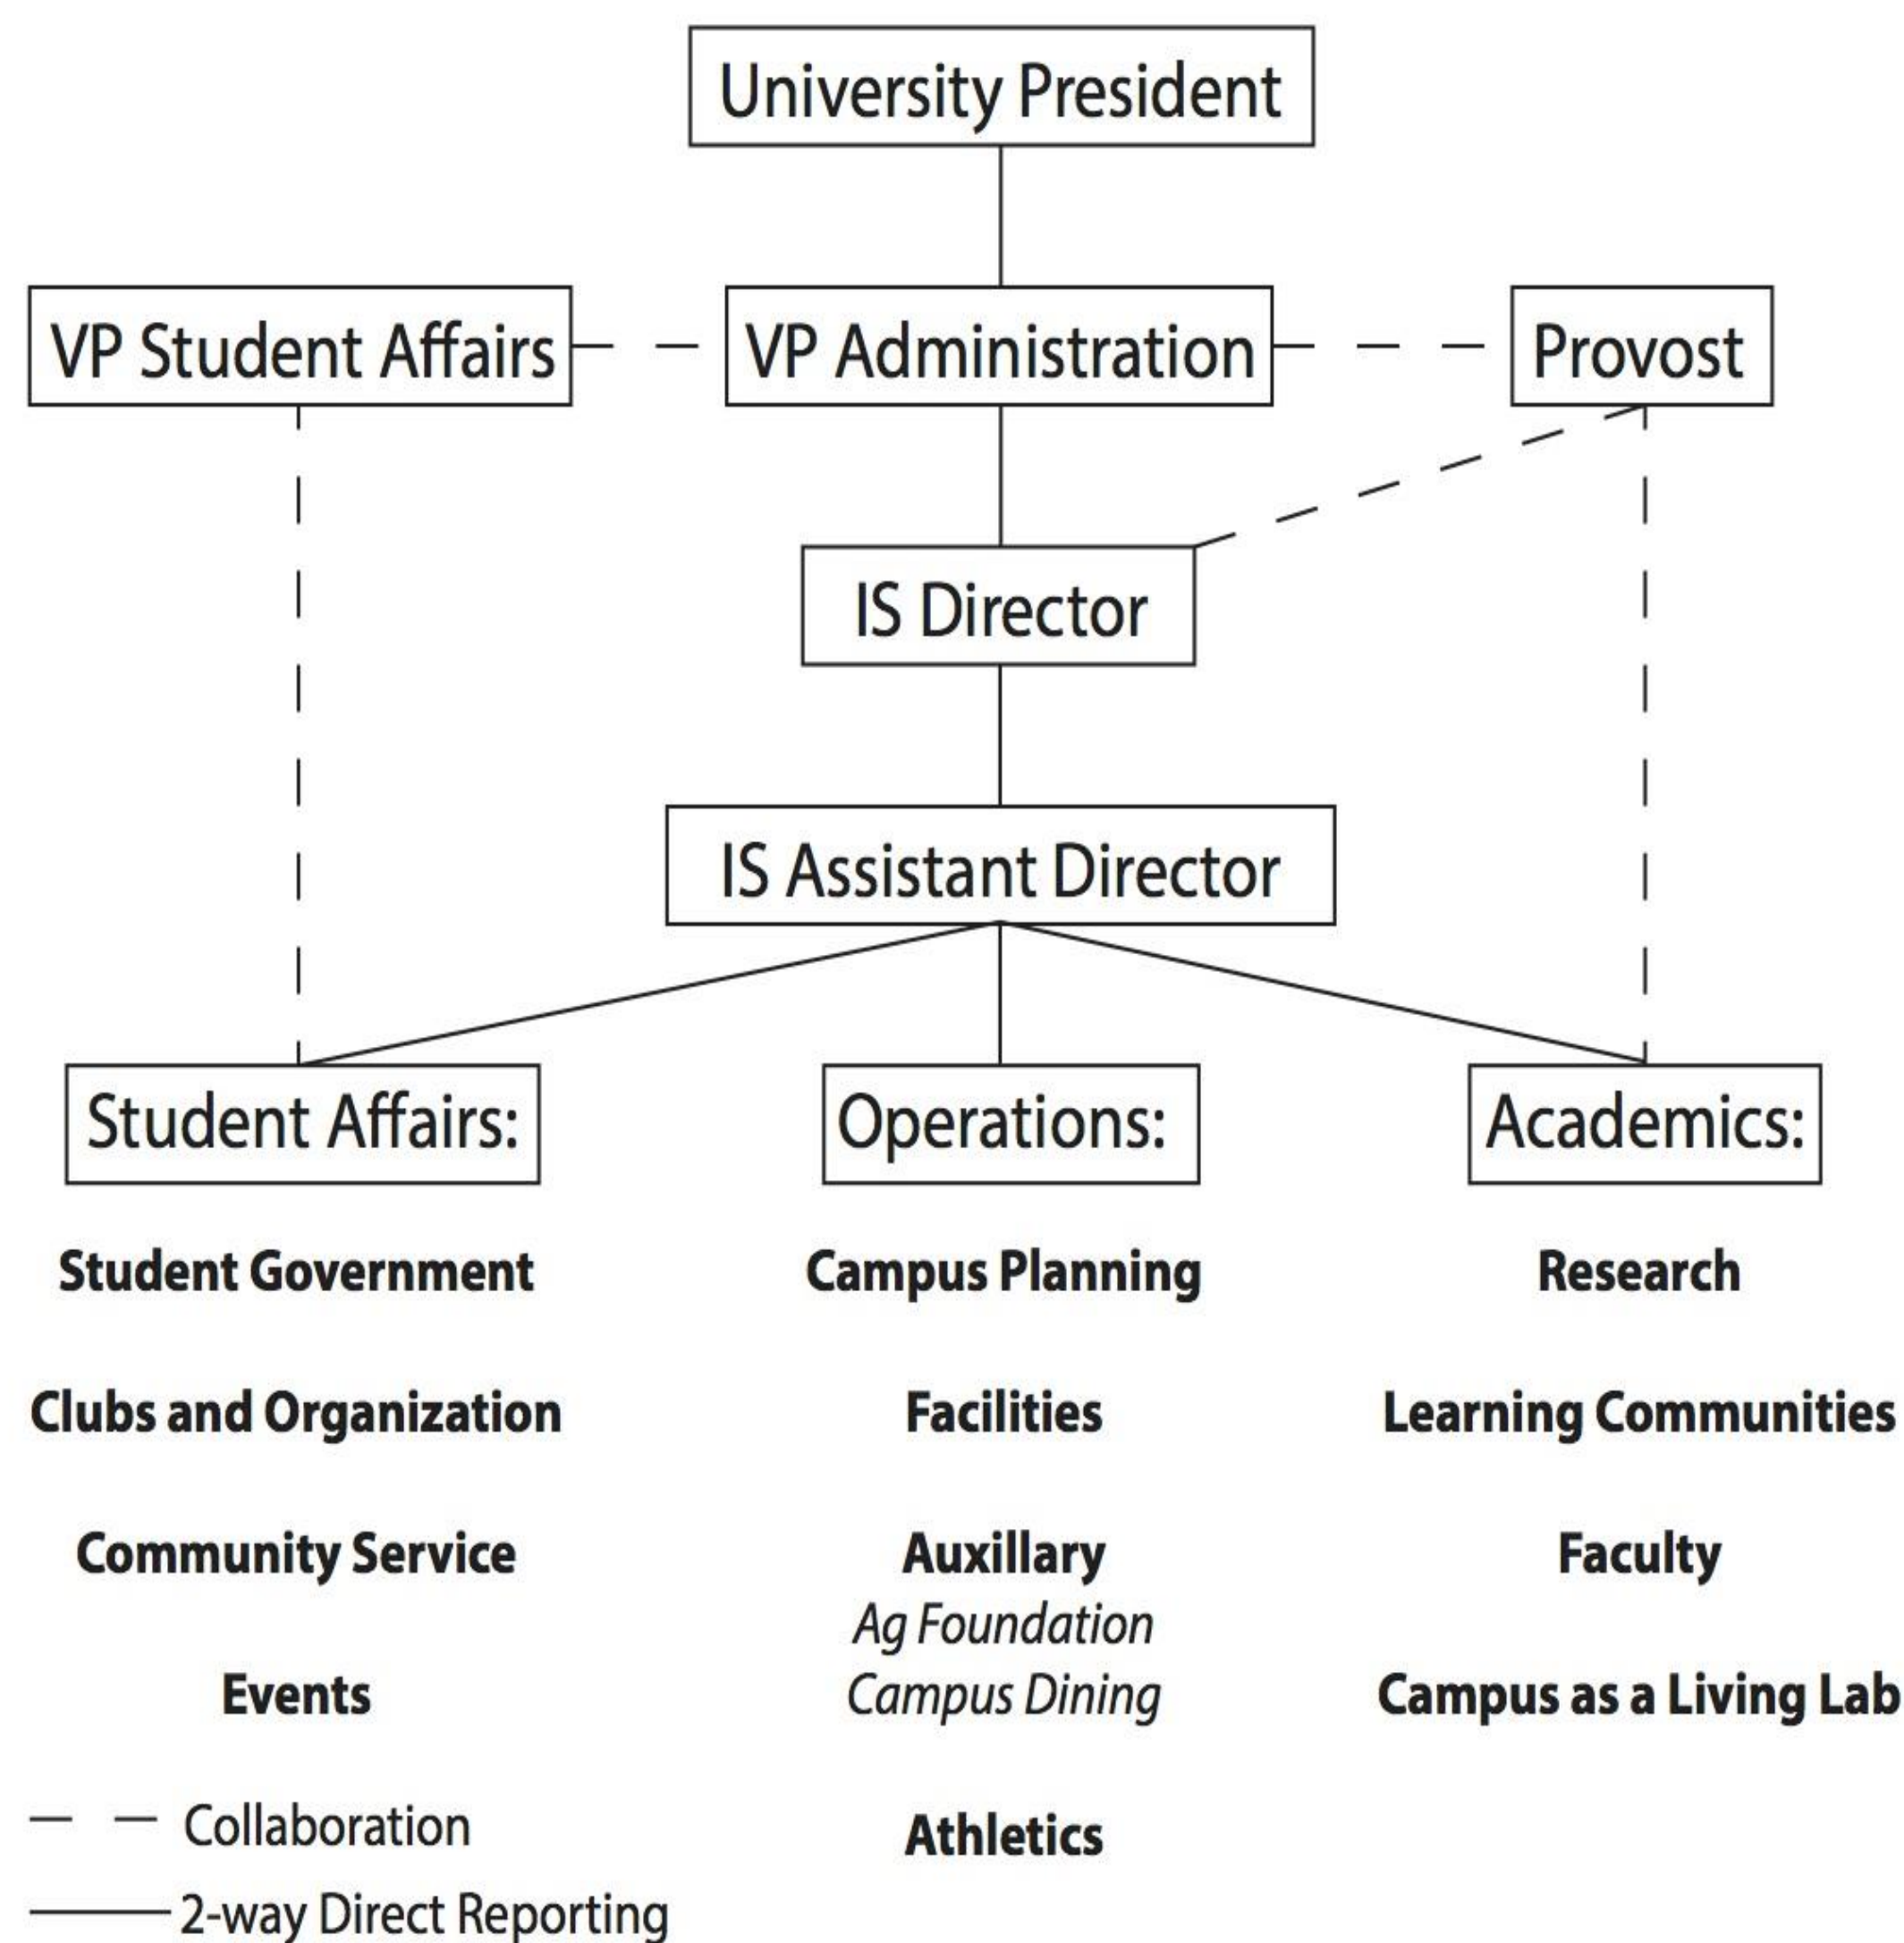 University President
VP Student Affairs
VP Administration
Provost
IS Director
IS Assistant Director
Student Affairs:
Operations:
Academics:
Student Government
Campus Planning
Research
Clubs and Organization
Facilities
Learning Communities
Community Service
Auxillary
Faculty
Ag Foundation
Events
Campus Dining
Campus as a Living Lab
Collaboration
Athletics
2-way Direct Reporting